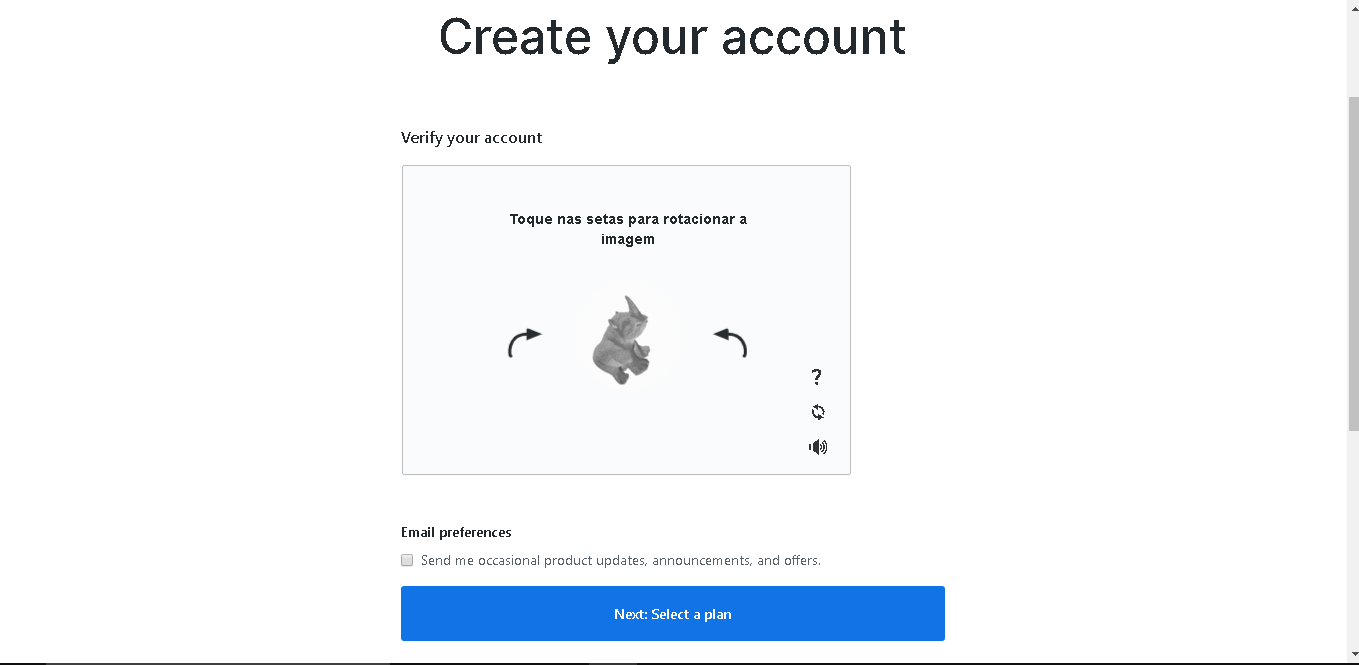 Create your account
Verify your account
Toque nas setas para rotacionar a
imagem
?
Email preferences
Send me occasional product updates, announcements, and offers.
Next: Select a plan